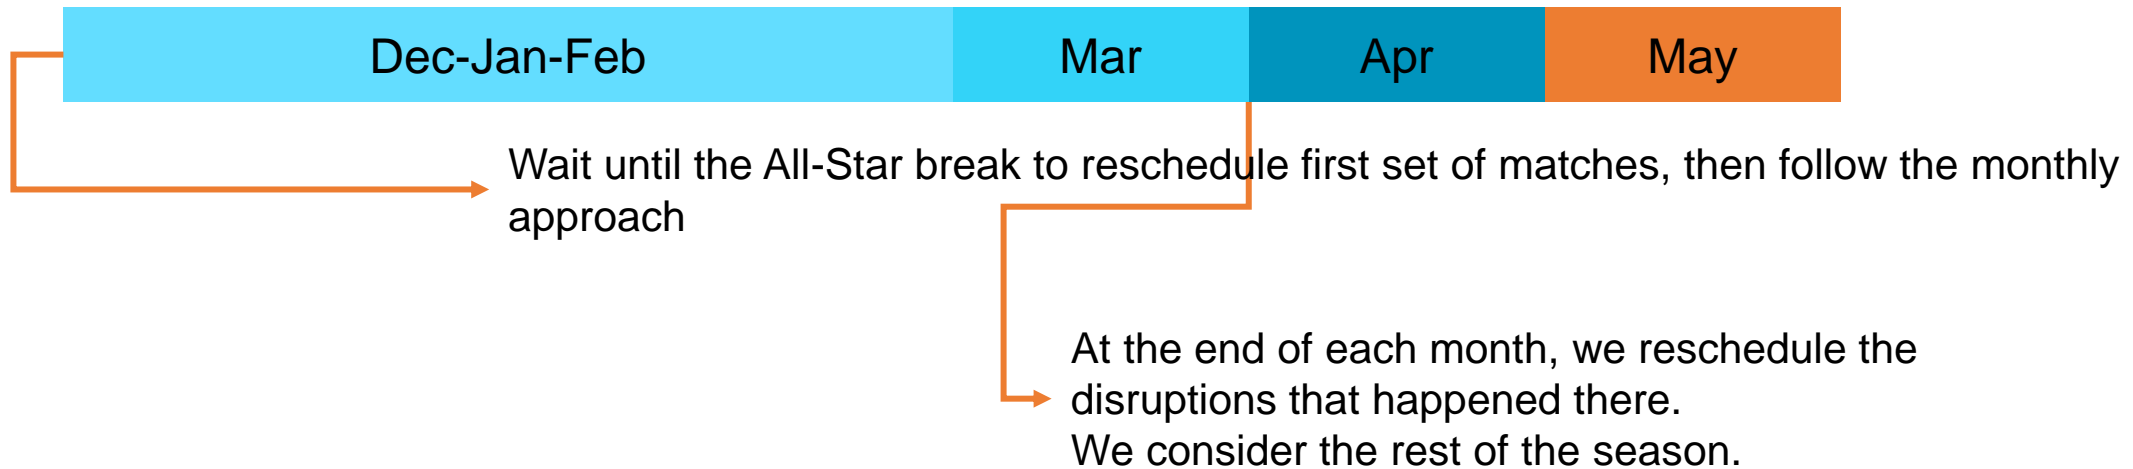 Dec-Jan-Feb Mar Apr May
Wait until the All-Star break to reschedule first set of matches, then follow the monthly
approach
At the end of each month, we reschedule the
disruptions that happened there.
We consider the rest of the season.